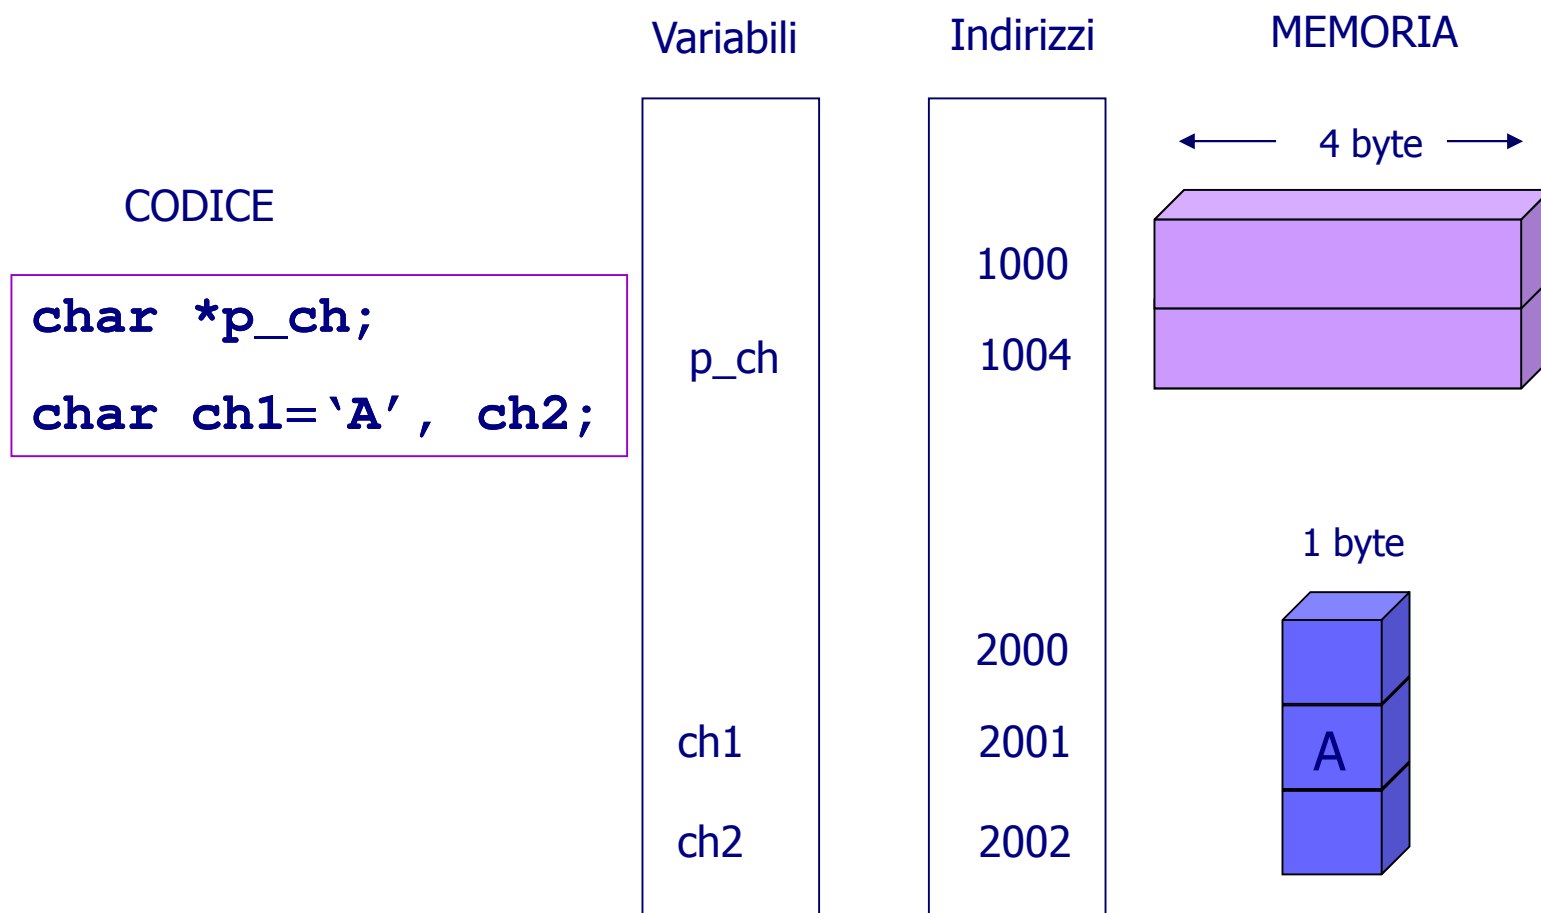 Variabili Indirizzi MEMORIA
4 byte
CODICE
1000
char *p_ch;
p_ch 1004
char ch1=‘A’, ch2;
1 byte
2000
ch1 2001 A
ch2 2002